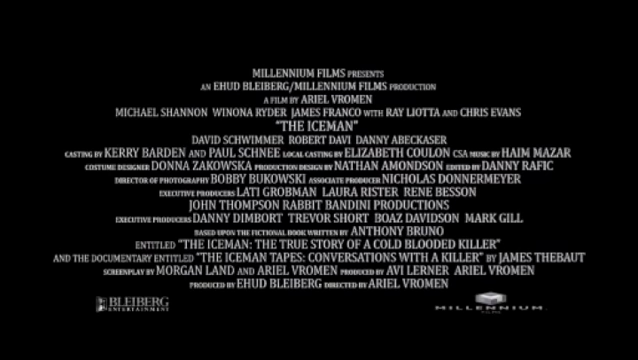 MILLENNIUM FILMS PRESENTS
AN EHUD BLEIBERG/MILLENNIUM FILMS PRODUCTION
A FILM BY ARIEL VROMEN
MICHAEL SHANNON WINONA RYDER JAMES FRANCO WITH RAY LIOTTA AND CHRIS EVANS
"THE ICEMAN"
DAVID SCHWIMMER ROBERT DAVI DANNY ABECKASER
CASTING BY KERRY BARDEN AND PAUL SCHNEE LOCAL CASTING BY ELIZABETH COULON CSA MUSIC BY HAIM MAZAR
COSTUME DESIGNER DONNA ZAKOWSKA PRODUCTION DESIGN BY NATHAN AMONDSON EDITED BY DANNY RAFIC
DIRECTOR OF PHOTOGRAPHY BOBBY BUKOWSKI ASSOCIATE PRODUCER NICHOLAS DONNERMEYER
EXECUTIVE PRODUCERS LATI GROBMAN LAURA RISTER RENE BESSON
JOHN THOMPSON RABBIT BANDINI PRODUCTIONS
EXECUTIVE PRODUCERS DANNY DIMBORT TREVOR SHORT BOAZ DAVIDSON MARK GILL
BASED UPON THE FICTIONAL BOOK WRITTEN BY ANTHONY BRUNO
ENTITLED "THE ICEMAN: THE TRUE STORY OF A COLD BLOODED KILLER"
AND THE DOCUMENTARY ENTITLED "THE ICEMAN TAPES: CONVERSATIONS WITH A KILLER" BY JAMES THEBAUT
SCREENPLAY BY MORGAN LAND AND ARIEL VROMEN PRODUCED BY AVI LERNER ARIEL VROMEN
PRODUCED BY EHUD BLEIBERG DIRECTED BY ARIEL VROMEN
BLEIBERG
ENTERTAINMENT
MILLENNIUM
FILMS